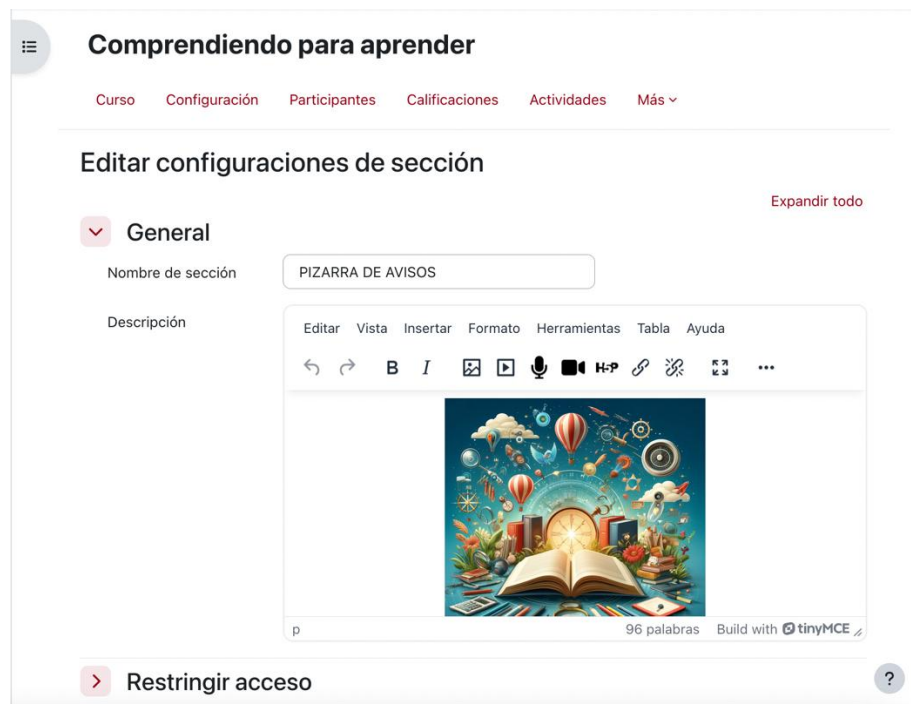 Comprendiendo para aprender
Curso Configuración Participantes Calificaciones Actividades Más
Editar configuraciones de sección
Expandir todo
General
Nombre de sección PIZARRA DE AVISOS
Descripción
Editar Vista Insertar Formato Herramientas Tabla Ayuda
B I H-P
p 96 palabras Build with tinyMCE
Restringir acceso
?